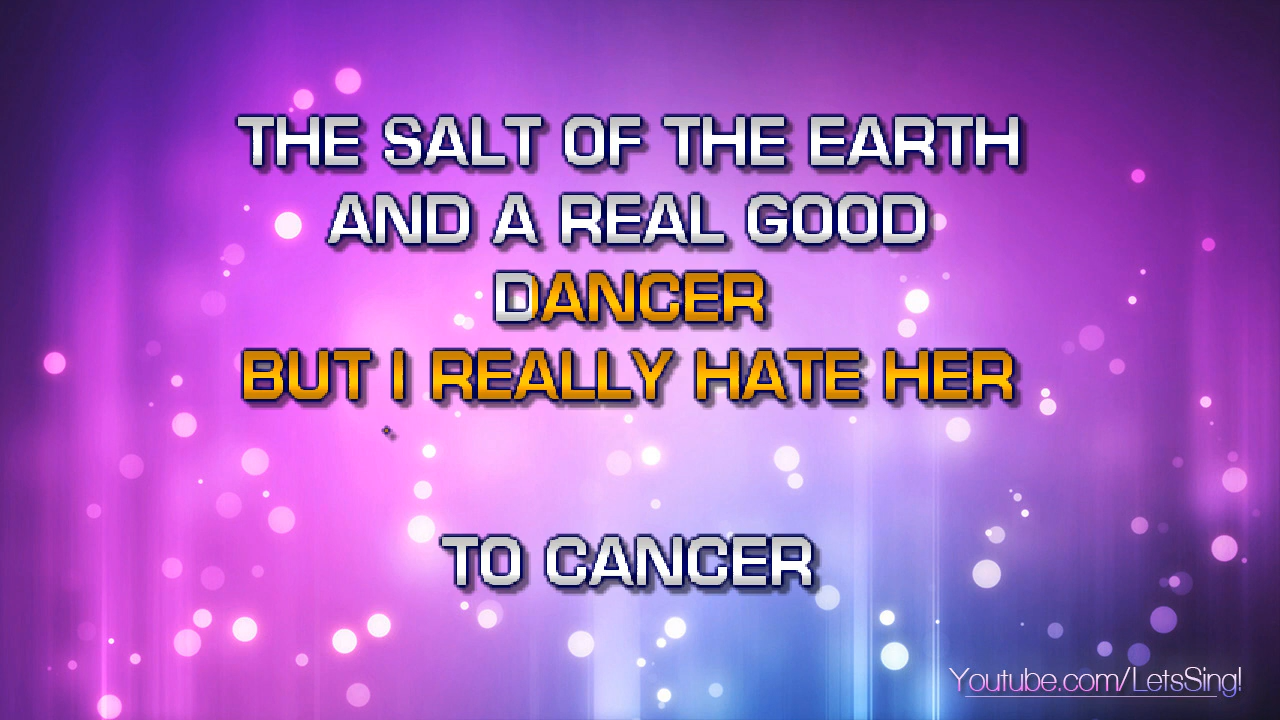 THE SALT OF THE EARTH
AND A REAL GOOD
DANCER
BUT I REALLY HATE HER
TO CANCER
Youtube.com/LetsSing!